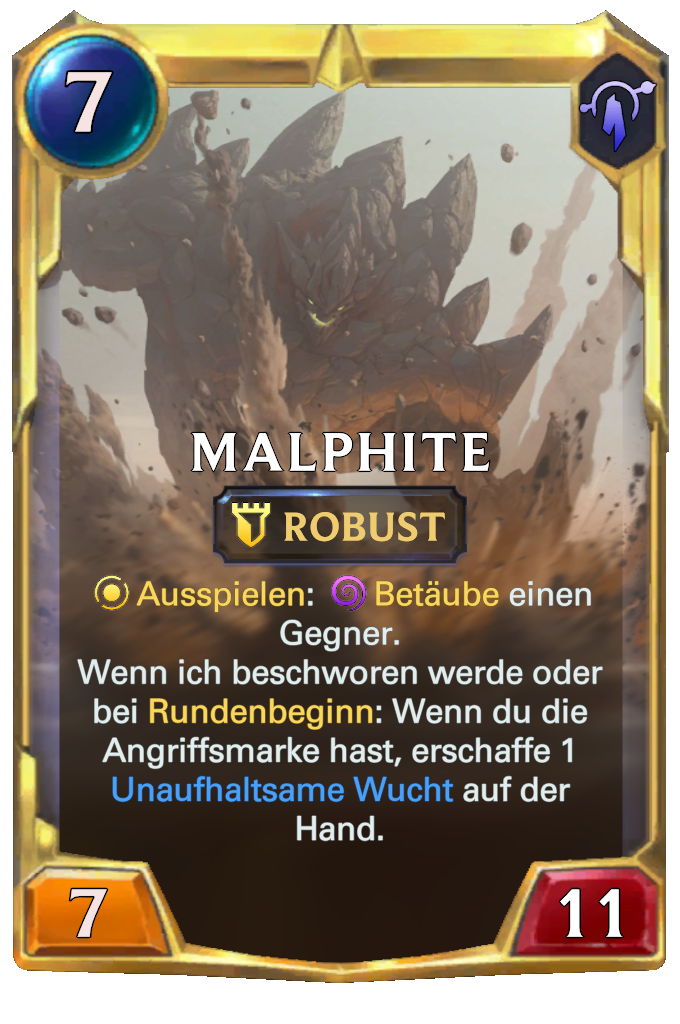 7
MALPHITE
ROBUST
Ausspielen: Betäube einen
Gegner.
Wenn ich beschworen werde oder
bei Rundenbeginn: Wenn du die
Angriffsmarke hast, erschaffe 1
Unaufhaltsame Wucht auf der
Hand.
7
11